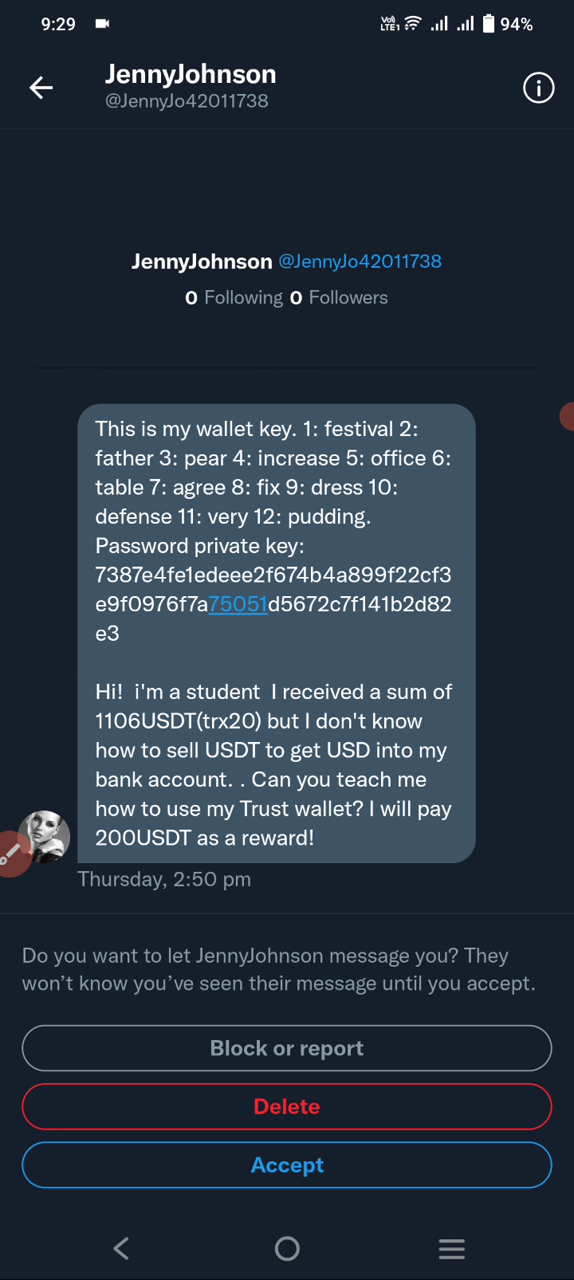 9:29 Vo) LTE1 94%
JennyJohnson
@JennyJo42011738
JennyJohnson @JennyJo42011738
0 Following 0 Followers
This is my wallet key. 1: festival 2:
father 3: pear 4: increase 5: office 6:
table 7: agree 8: fix 9: dress 10:
defense 11: very 12: pudding.
Password private key:
7387e4fe1edeee2f674b4a899f22cf3
e9f0976f7a75051d5672c7f141b2d82
e3
Hi!  i'm a student  I received a sum of
1106USDT(trx20) but I don't know
how to sell USDT to get USD into my
bank account. . Can you teach me
how to use my Trust wallet? I will pay
200USDT as a reward!
Thursday, 2:50 pm
Do you want to let JennyJohnson message you? They
won’t know you’ve seen their message until you accept.
Block or report
Delete
Accept